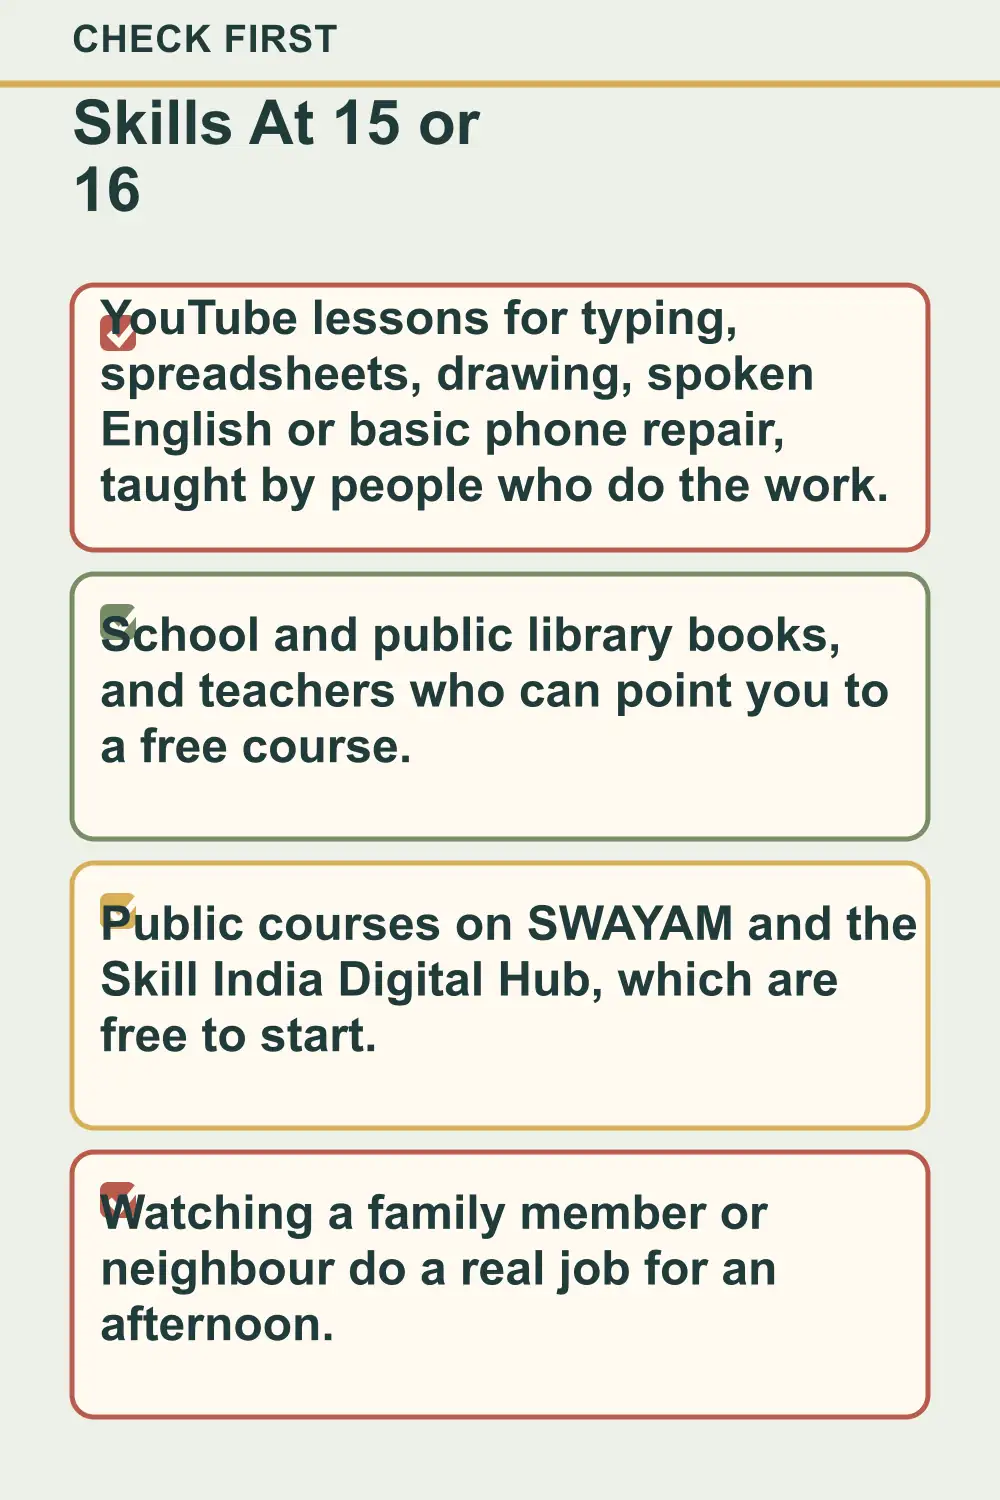 CHECK FIRST
Skills At 15 or
16
YouTube lessons for typing,
spreadsheets, drawing, spoken
English or basic phone repair,
taught by people who do the work.
School and public library books,
and teachers who can point you to
a free course.
Public courses on SWAYAM and the
Skill India Digital Hub, which are
free to start.
Watching a family member or
neighbour do a real job for an
afternoon.